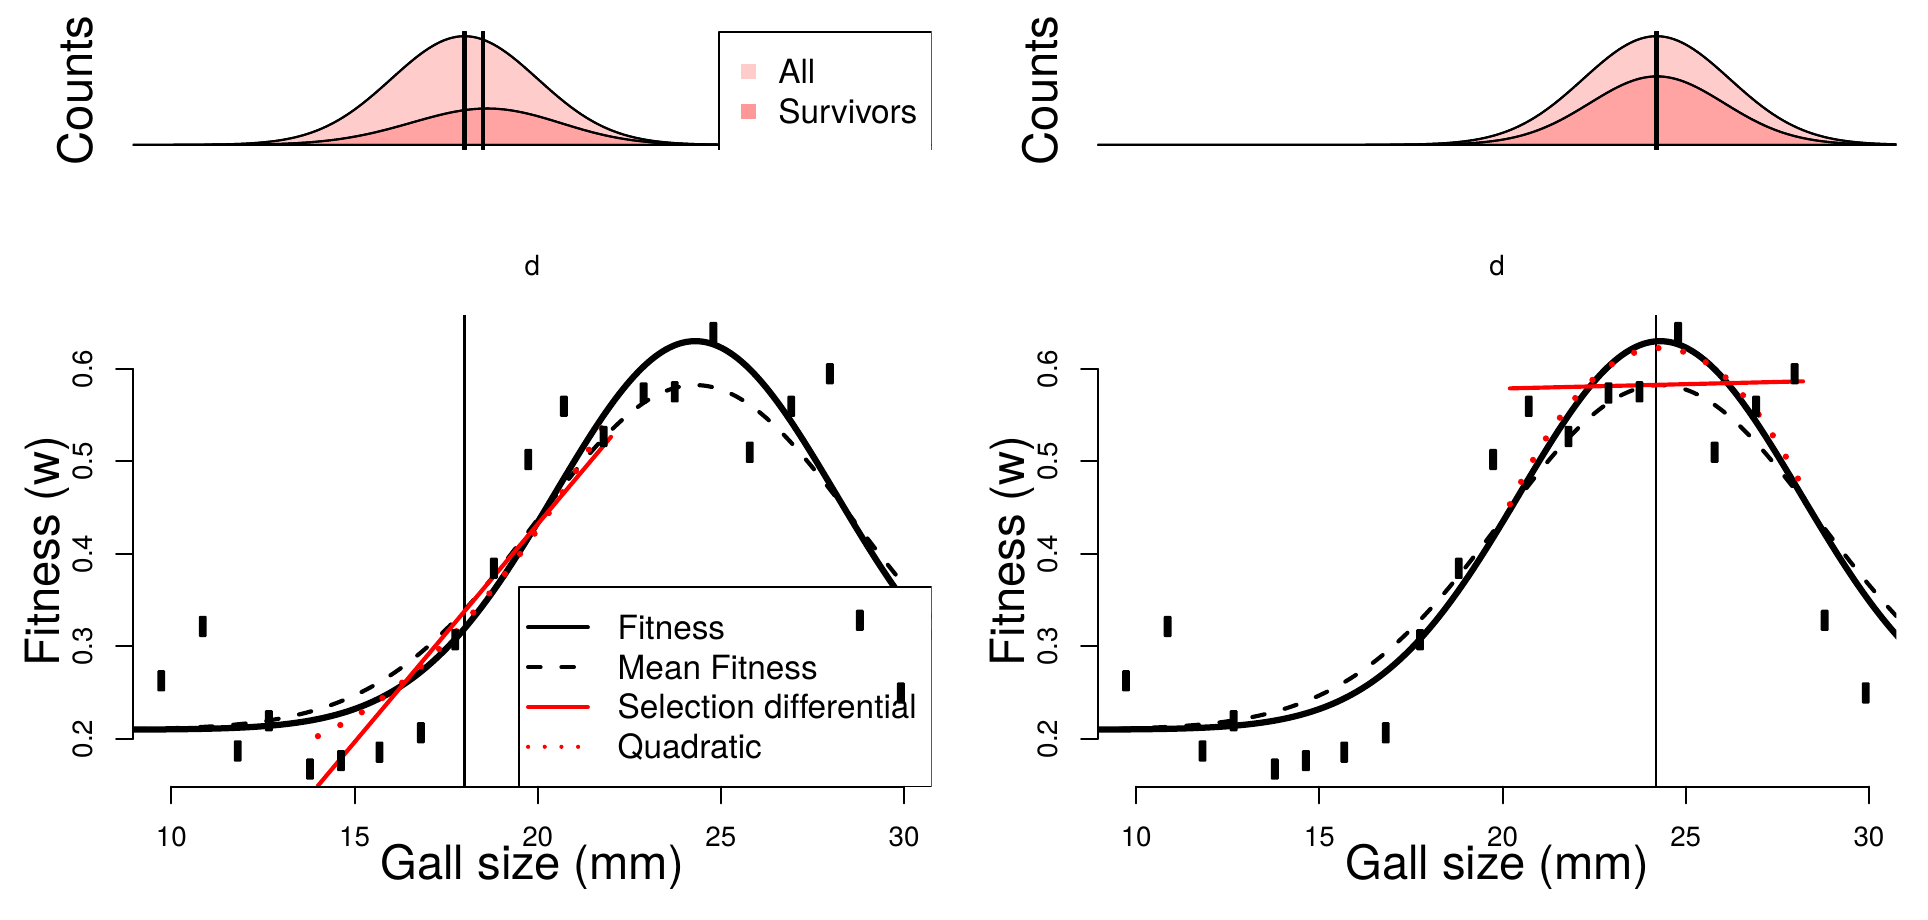 Counts
All
Survivors
Counts
d
d
Fitness (w)
0.6
0.5
0.4
0.3
0.2
Fitness
Mean Fitness
Selection differential
Quadratic
10 15 20 25 30
Gall size (mm)
Fitness (w)
0.6
0.5
0.4
0.3
0.2
10 15 20 25 30
Gall size (mm)